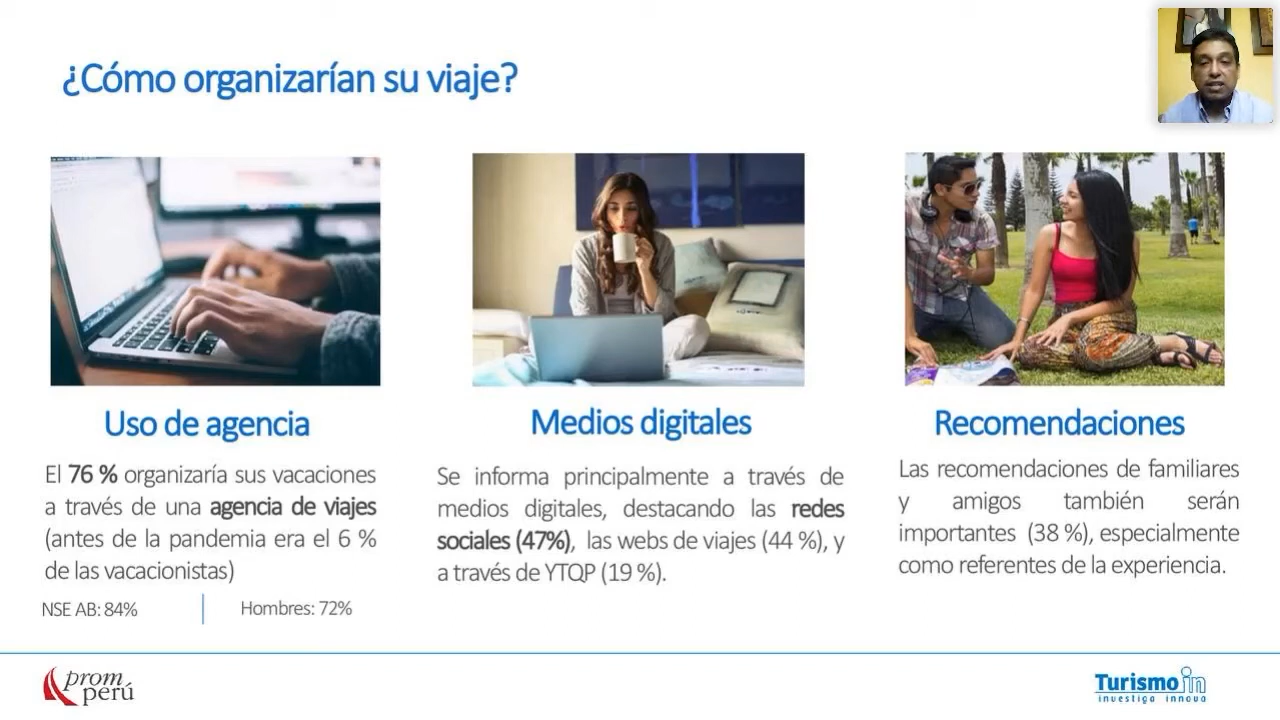 ¿Cómo organizarían su viaje?
Uso de agencia
El 76 % organizaría sus vacaciones
a través de una agencia de viajes
(antes de la pandemia era el 6 %
de las vacacionistas)
NSE AB: 84%
Hombres: 72%
Medios digitales
Se informa principalmente a través de
medios digitales, destacando las redes
sociales (47%), las webs de viajes (44 %), y
a través de YTQP (19 %).
Recomendaciones
Las recomendaciones de familiares
y amigos también serán
importantes (38 %), especialmente
como referentes de la experiencia.
prom
perú
Turismo in
investiga innova